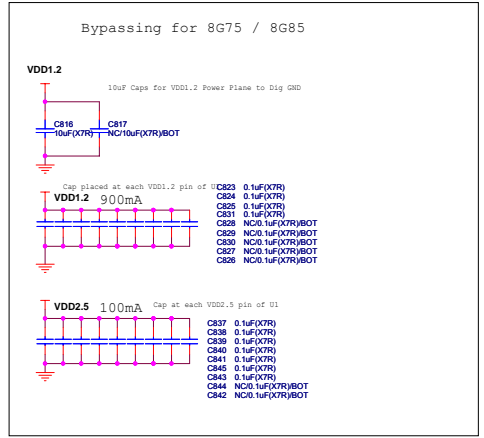 Bypassing for 8G75 / 8G85
VDD1.2
10uF Caps for VDD1.2 Power Plane to Dig GND
C816
10uF(X7R)
C817
NC/10uF(X7R)/BOT
Cap placed at each VDD1.2 pin of U1
VDD1.2
900mA
C823 0.1uF(X7R)
C824 0.1uF(X7R)
C825 0.1uF(X7R)
C831 0.1uF(X7R)
C828 NC/0.1uF(X7R)/BOT
C829 NC/0.1uF(X7R)/BOT
C830 NC/0.1uF(X7R)/BOT
C827 NC/0.1uF(X7R)/BOT
C826 NC/0.1uF(X7R)/BOT
VDD2.5
100mA
Cap at each VDD2.5 pin of U1
C837 0.1uF(X7R)
C838 0.1uF(X7R)
C839 0.1uF(X7R)
C840 0.1uF(X7R)
C841 0.1uF(X7R)
C845 0.1uF(X7R)
C843 0.1uF(X7R)
C844 NC/0.1uF(X7R)/BOT
C842 NC/0.1uF(X7R)/BOT